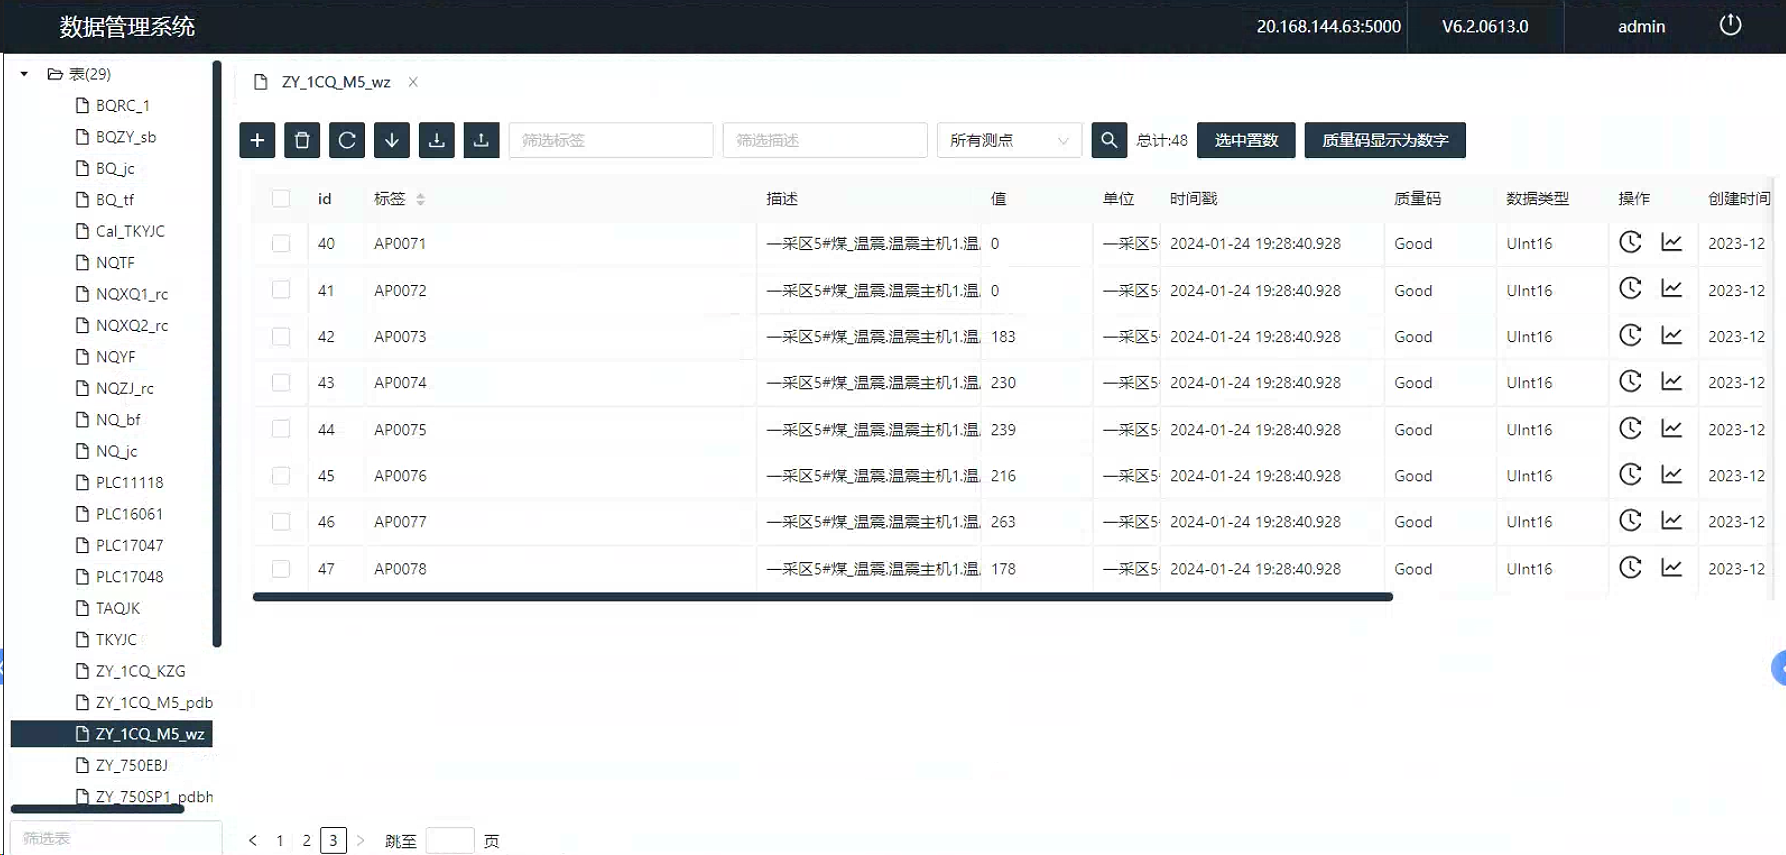 数据管理系统 20.168.144.63:5000 V6.2.0613.0 admin
表(29)
BQRC_1
BQZY_sb
BQ_jc
BQ_tf
Cal_TKYJC
NQTF
NQXQ1_rc
NQXQ2_rc
NQYF
NQZJ_rc
NQ_bf
NQ_jc
PLC11118
PLC16061
PLC17047
PLC17048
TAQJK
TKYJC
ZY_1CQ_KZG
ZY_1CQ_M5_pdb
ZY_1CQ_M5_wz
ZY_750EBJ
ZY_750SP1_pdbh
筛选表
ZY_1CQ_M5_wz
筛选标签 筛选描述 所有测点 总计:48 选中置数 质量码显示为数字
id 标签 描述 值 单位 时间戳 质量码 数据类型 操作 创建时间
40 AP0071 一采区5#煤_温震.温震主机1.温 0 一采区5 2024-01-24 19:28:40.928 Good UInt16 2023-12
41 AP0072 一采区5#煤_温震.温震主机1.温 0 一采区5 2024-01-24 19:28:40.928 Good UInt16 2023-12
42 AP0073 一采区5#煤_温震.温震主机1.温 183 一采区5 2024-01-24 19:28:40.928 Good UInt16 2023-12
43 AP0074 一采区5#煤_温震.温震主机1.温 230 一采区5 2024-01-24 19:28:40.928 Good UInt16 2023-12
44 AP0075 一采区5#煤_温震.温震主机1.温 239 一采区5 2024-01-24 19:28:40.928 Good UInt16 2023-12
45 AP0076 一采区5#煤_温震.温震主机1.温 216 一采区5 2024-01-24 19:28:40.928 Good UInt16 2023-12
46 AP0077 一采区5#煤_温震.温震主机1.温 263 一采区5 2024-01-24 19:28:40.928 Good UInt16 2023-12
47 AP0078 一采区5#煤_温震.温震主机1.温 178 一采区5 2024-01-24 19:28:40.928 Good UInt16 2023-12
< 1 2 3 > 跳至 页